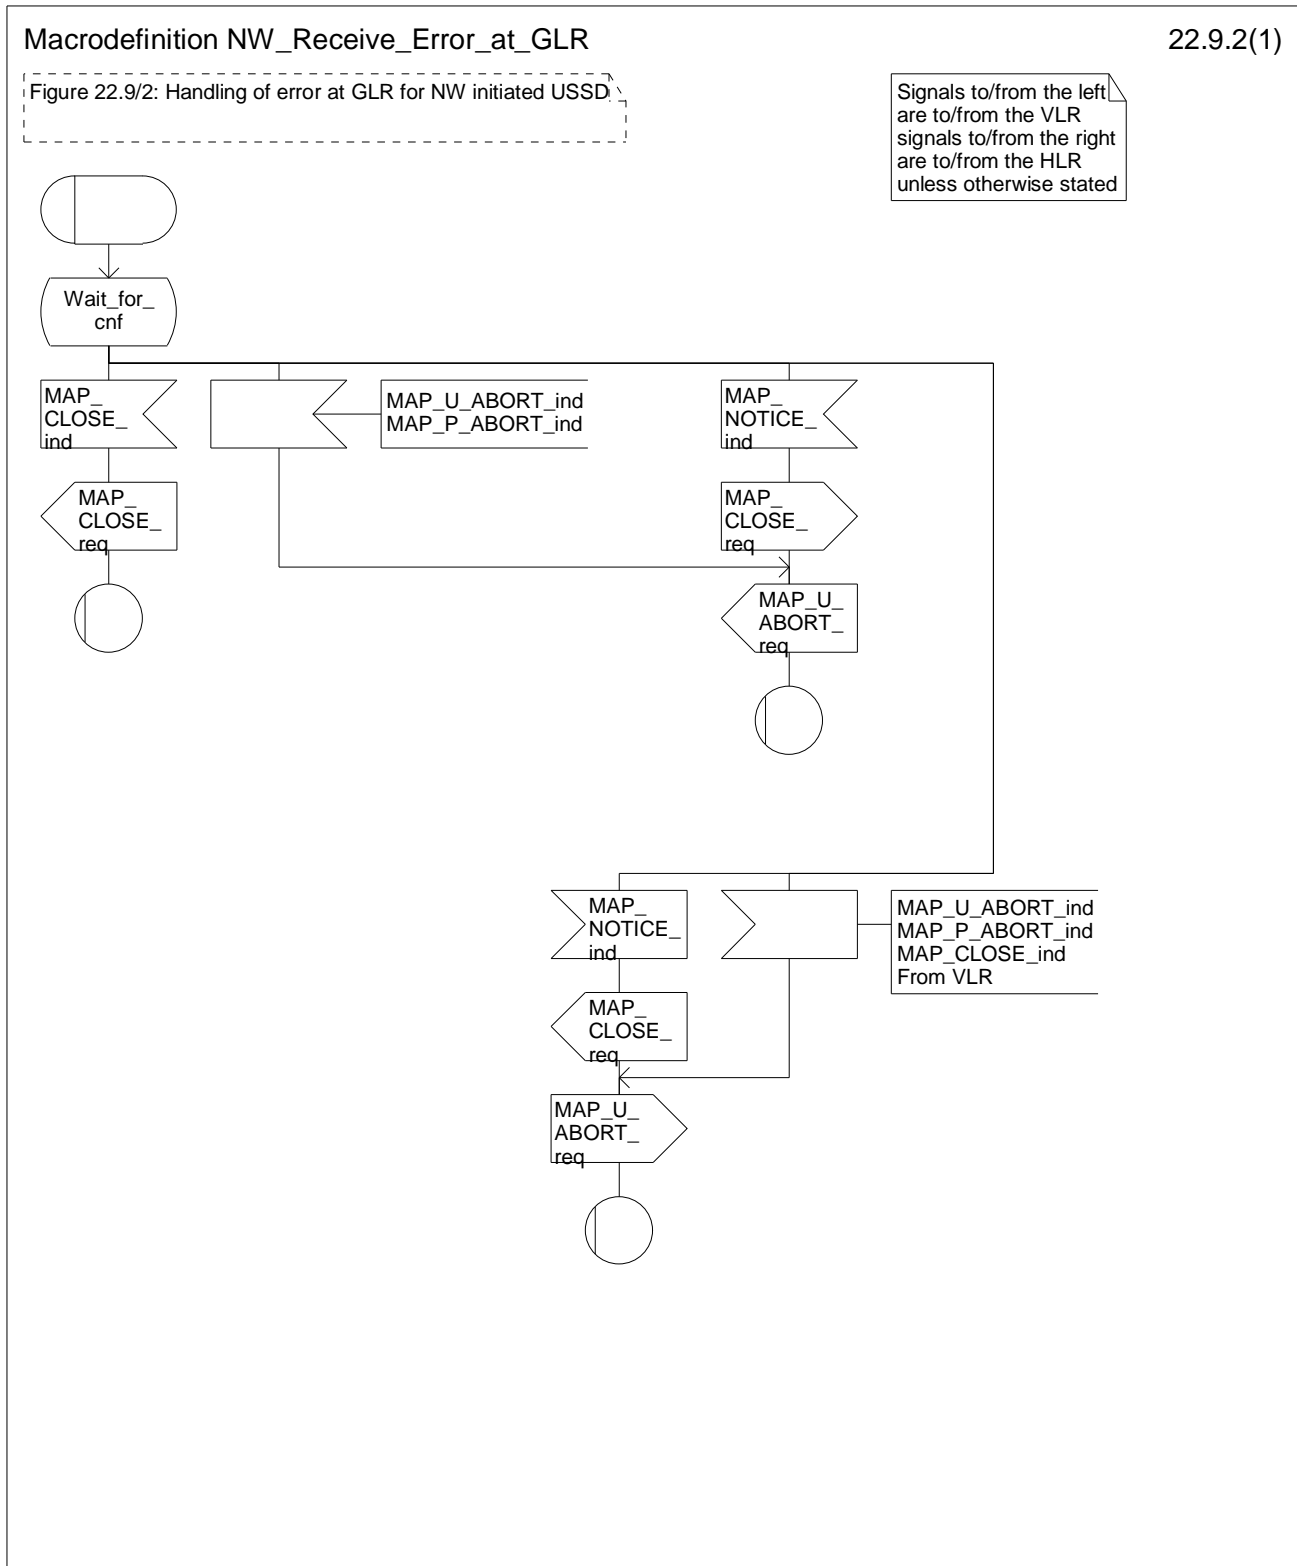 Macrodefinition NW_Receive_Error_at_GLR
22.9.2(1)
Figure 22.9/2: Handling of error at GLR for NW initiated USSD
Signals to/from the left
are to/from the VLR
signals to/from the right
are to/from the HLR
unless otherwise stated
Wait_for_
cnf
MAP_
CLOSE_
ind
MAP_U_ABORT_ind
MAP_P_ABORT_ind
MAP_
NOTICE_
ind
MAP_
CLOSE_
req
MAP_
CLOSE_
req
MAP_U_
ABORT_
req
MAP_
NOTICE_
ind
MAP_U_ABORT_ind
MAP_P_ABORT_ind
MAP_CLOSE_ind
From VLR
MAP_
CLOSE_
req
MAP_U_
ABORT_
req